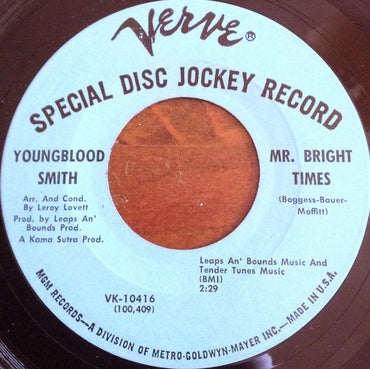 Verve®
SPECIAL DISC JOCKEY RECORD
YOUNGBLOOD
SMITH
Arr. And Cond.
By Leroy Lovett
Prod. by Leaps An'
Bounds Prod.
A Kama Sutra Prod.
MR. BRIGHT
TIMES
(Boggess-Bauer-
Moffitt)
Leaps An' Bounds Music And
Tender Tunes Music
(BMI)
2:29
VK-10416
(100,409)
MGM RECORDS—A DIVISION OF METRO-GOLDWYN-MAYER INC.—MADE IN U.S.A.